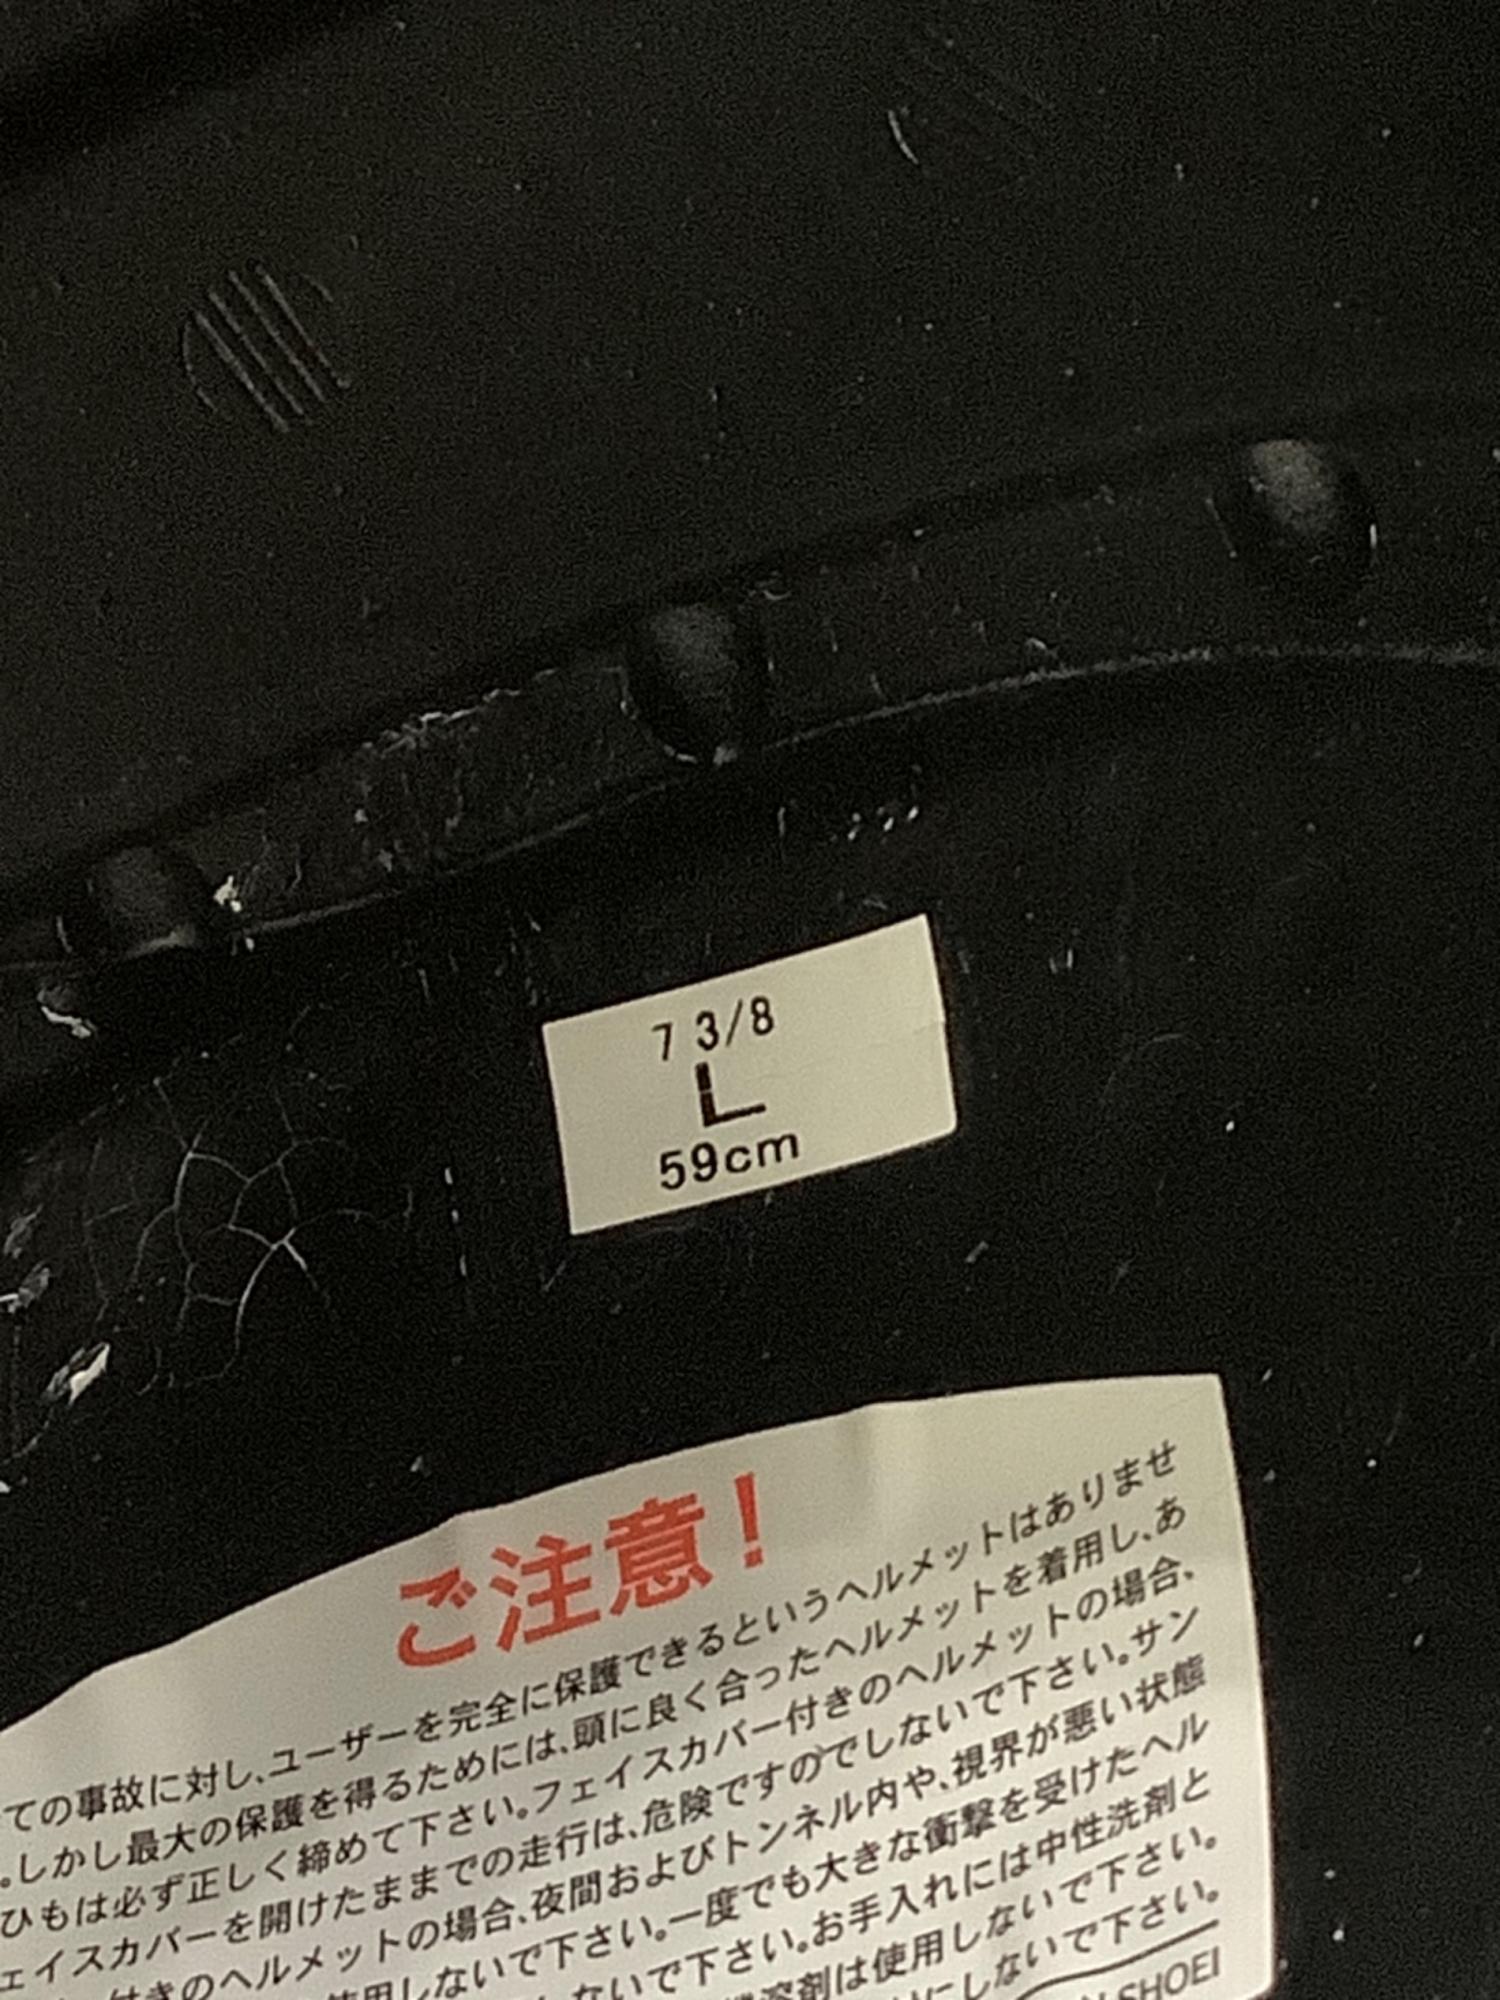 7 3/8
L
59cm
ご注意!
ての事故に対し、ユーザーを完全に保護できるというヘルメットはありませ
。しかし最大の保護を得るためには、頭に良く合ったヘルメットを着用し、あ
ひもは必ず正しく締めて下さい。フェイスカバー付きのヘルメットの場合、
ェイスカバーを開けたままでの走行は、危険ですのでしないで下さい。サン
付きのヘルメットの場合、夜間およびトンネル内や、視界が悪い状態
使用しないで下さい。一度でも大きな衝撃を受けたヘル
しないで下さい。お手入れには中性洗剤と
溶剤は使用しないで下さい。
にしないで下さい。
SHOEI